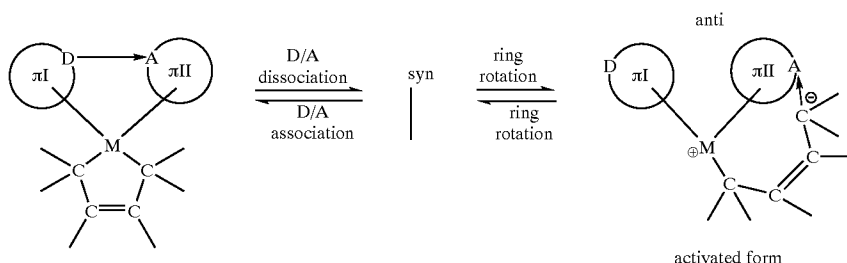 D A
πI πII
M
C C
C C
D/A
dissociation
D/A
association
syn
ring
rotation
ring
rotation
anti
D A
πI πII
⊖
C
⊕M C
C C
activated form